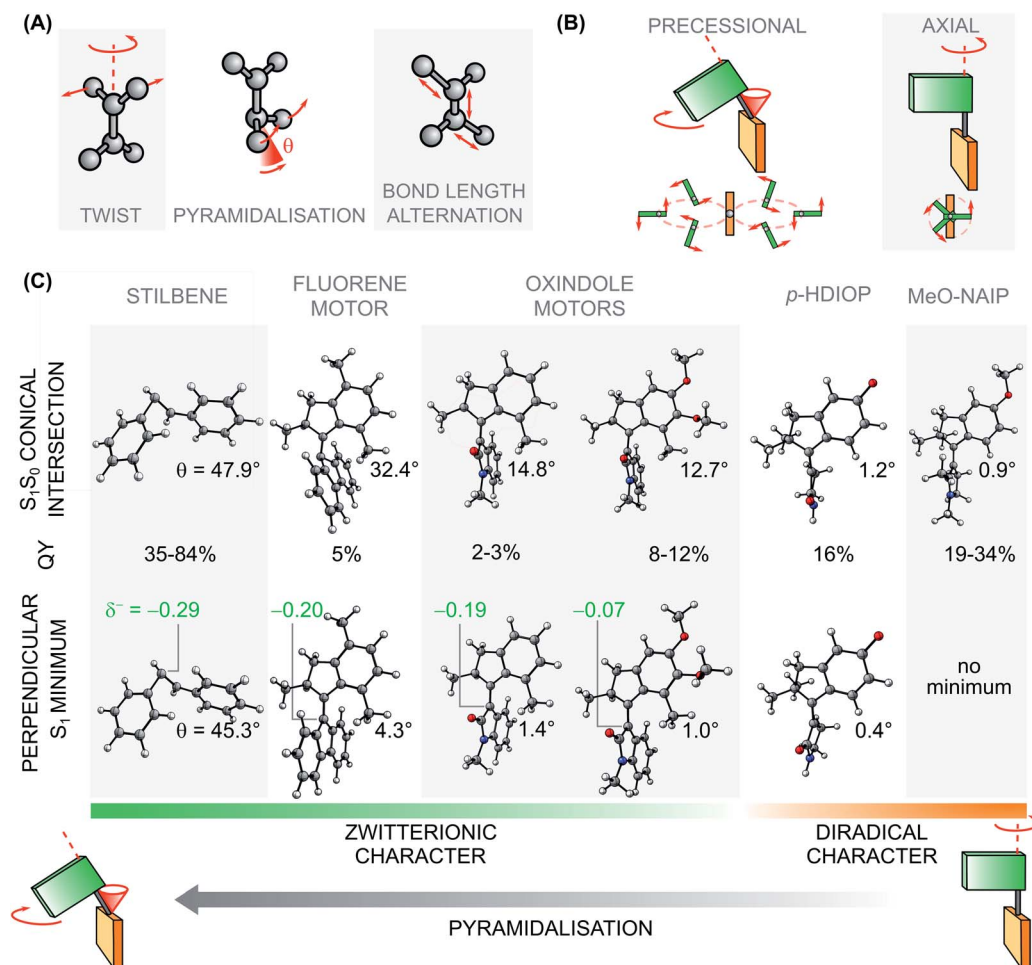 (A)
TWIST
θ
PYRAMIDALISATION
BOND LENGTH
ALTERNATION
(B)
PRECESSIONAL
AXIAL
(C)
STILBENE
FLUORENE
MOTOR
OXINDOLE
MOTORS
p-HDIOP
MeO-NAIP
S₁S₀ CONICAL
INTERSECTION
θ = 47.9°
32.4°
14.8°
12.7°
1.2°
0.9°
QY
35-84%
5%
2-3%
8-12%
16%
19-34%
PERPENDICULAR
S₁ MINIMUM
δ⁻ = −0.29
−0.20
−0.19
−0.07
θ = 45.3°
4.3°
1.4°
1.0°
0.4°
no
minimum
ZWITTERIONIC
CHARACTER
DIRADICAL
CHARACTER
PYRAMIDALISATION